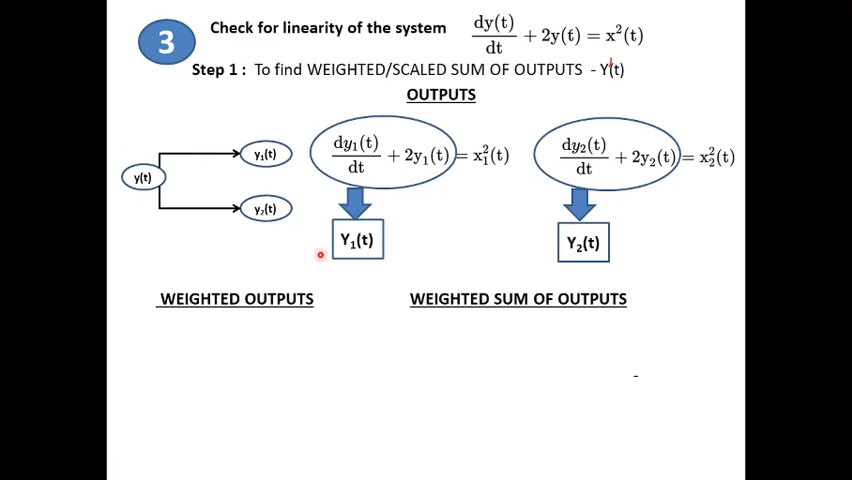 3
Check for linearity of the system dy(t)/dt + 2y(t) = x²(t)
Step 1 : To find WEIGHTED/SCALED SUM OF OUTPUTS - Y'(t)
OUTPUTS
y(t)
y₁(t)
y₂(t)
dy₁(t)/dt + 2y₁(t) = x₁²(t)
dy₂(t)/dt + 2y₂(t) = x₂²(t)
Y₁(t)
Y₂(t)
WEIGHTED OUTPUTS
WEIGHTED SUM OF OUTPUTS
-